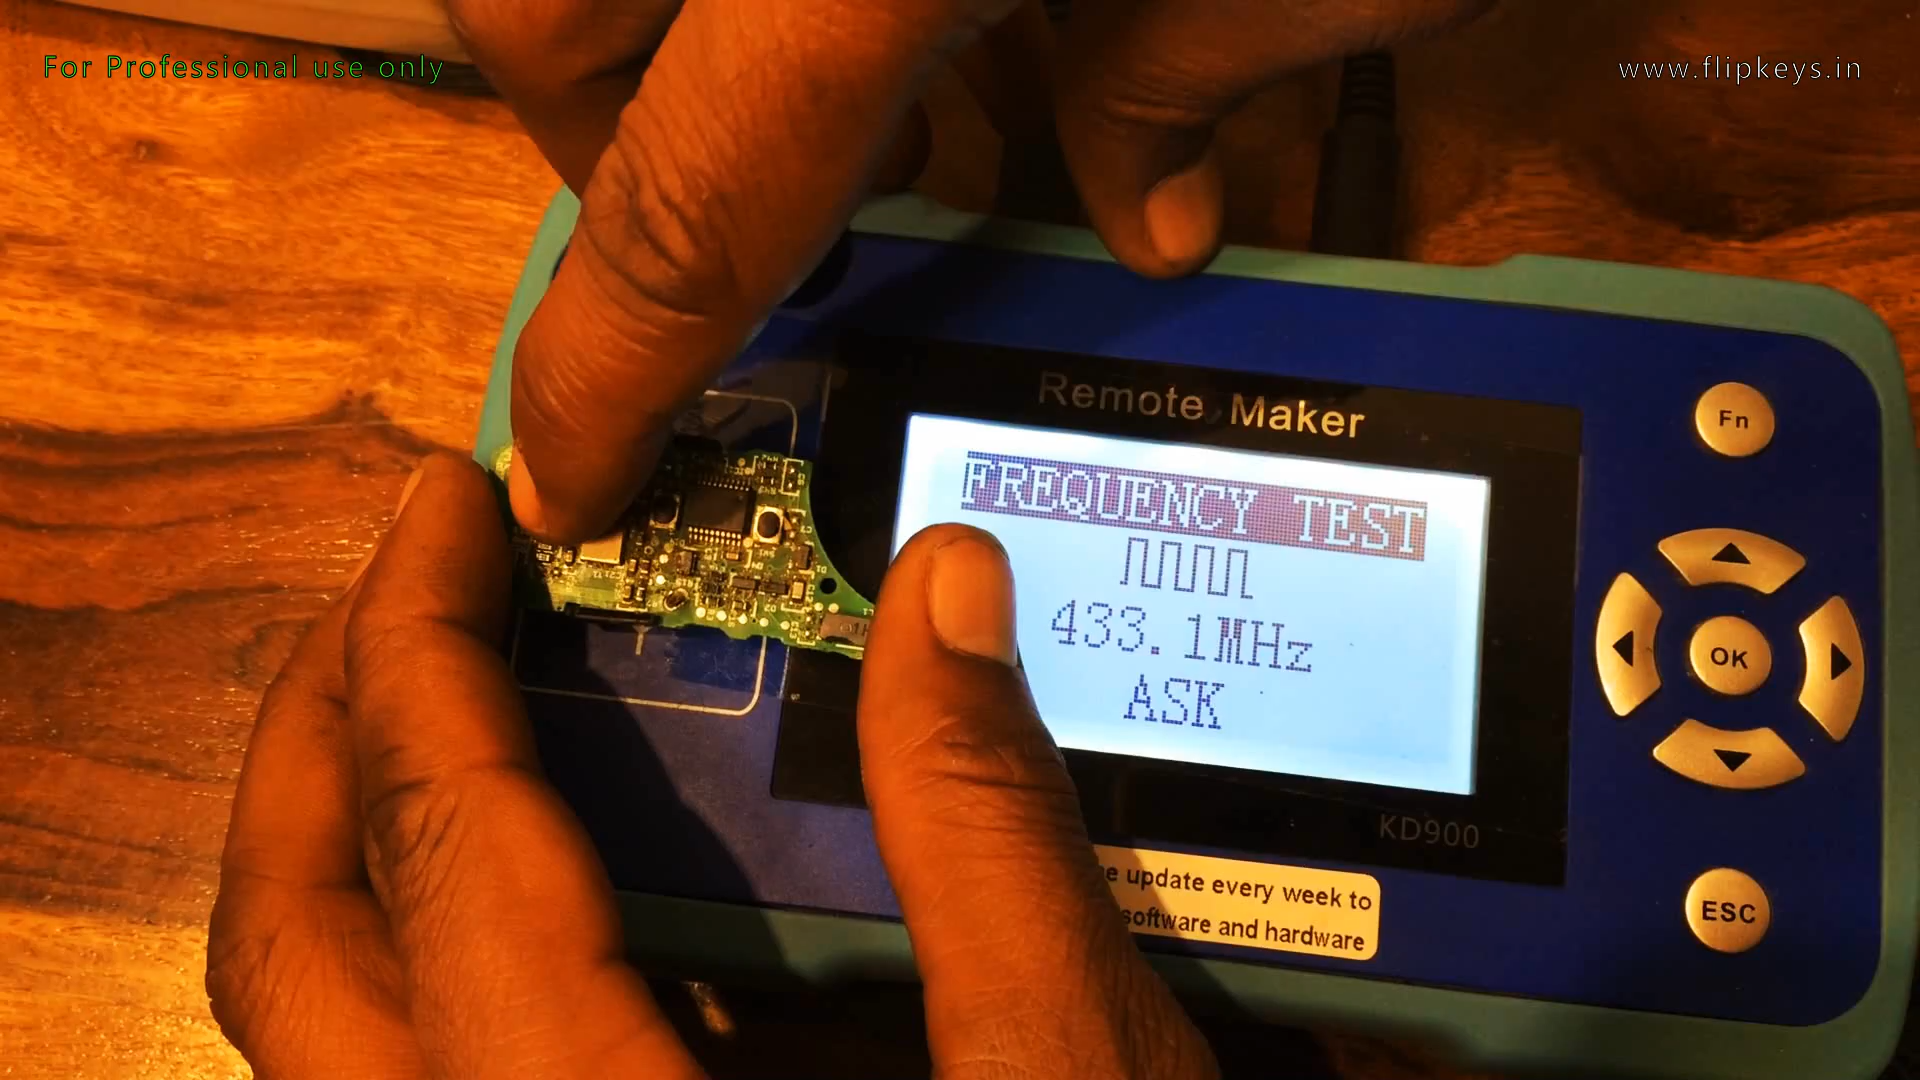 For Professional use only
www.flipkeys.in
Remote Maker
FREQUENCY TEST
433.1MHz
ASK
KD900
Fn
OK
ESC
update every week to
software and hardware